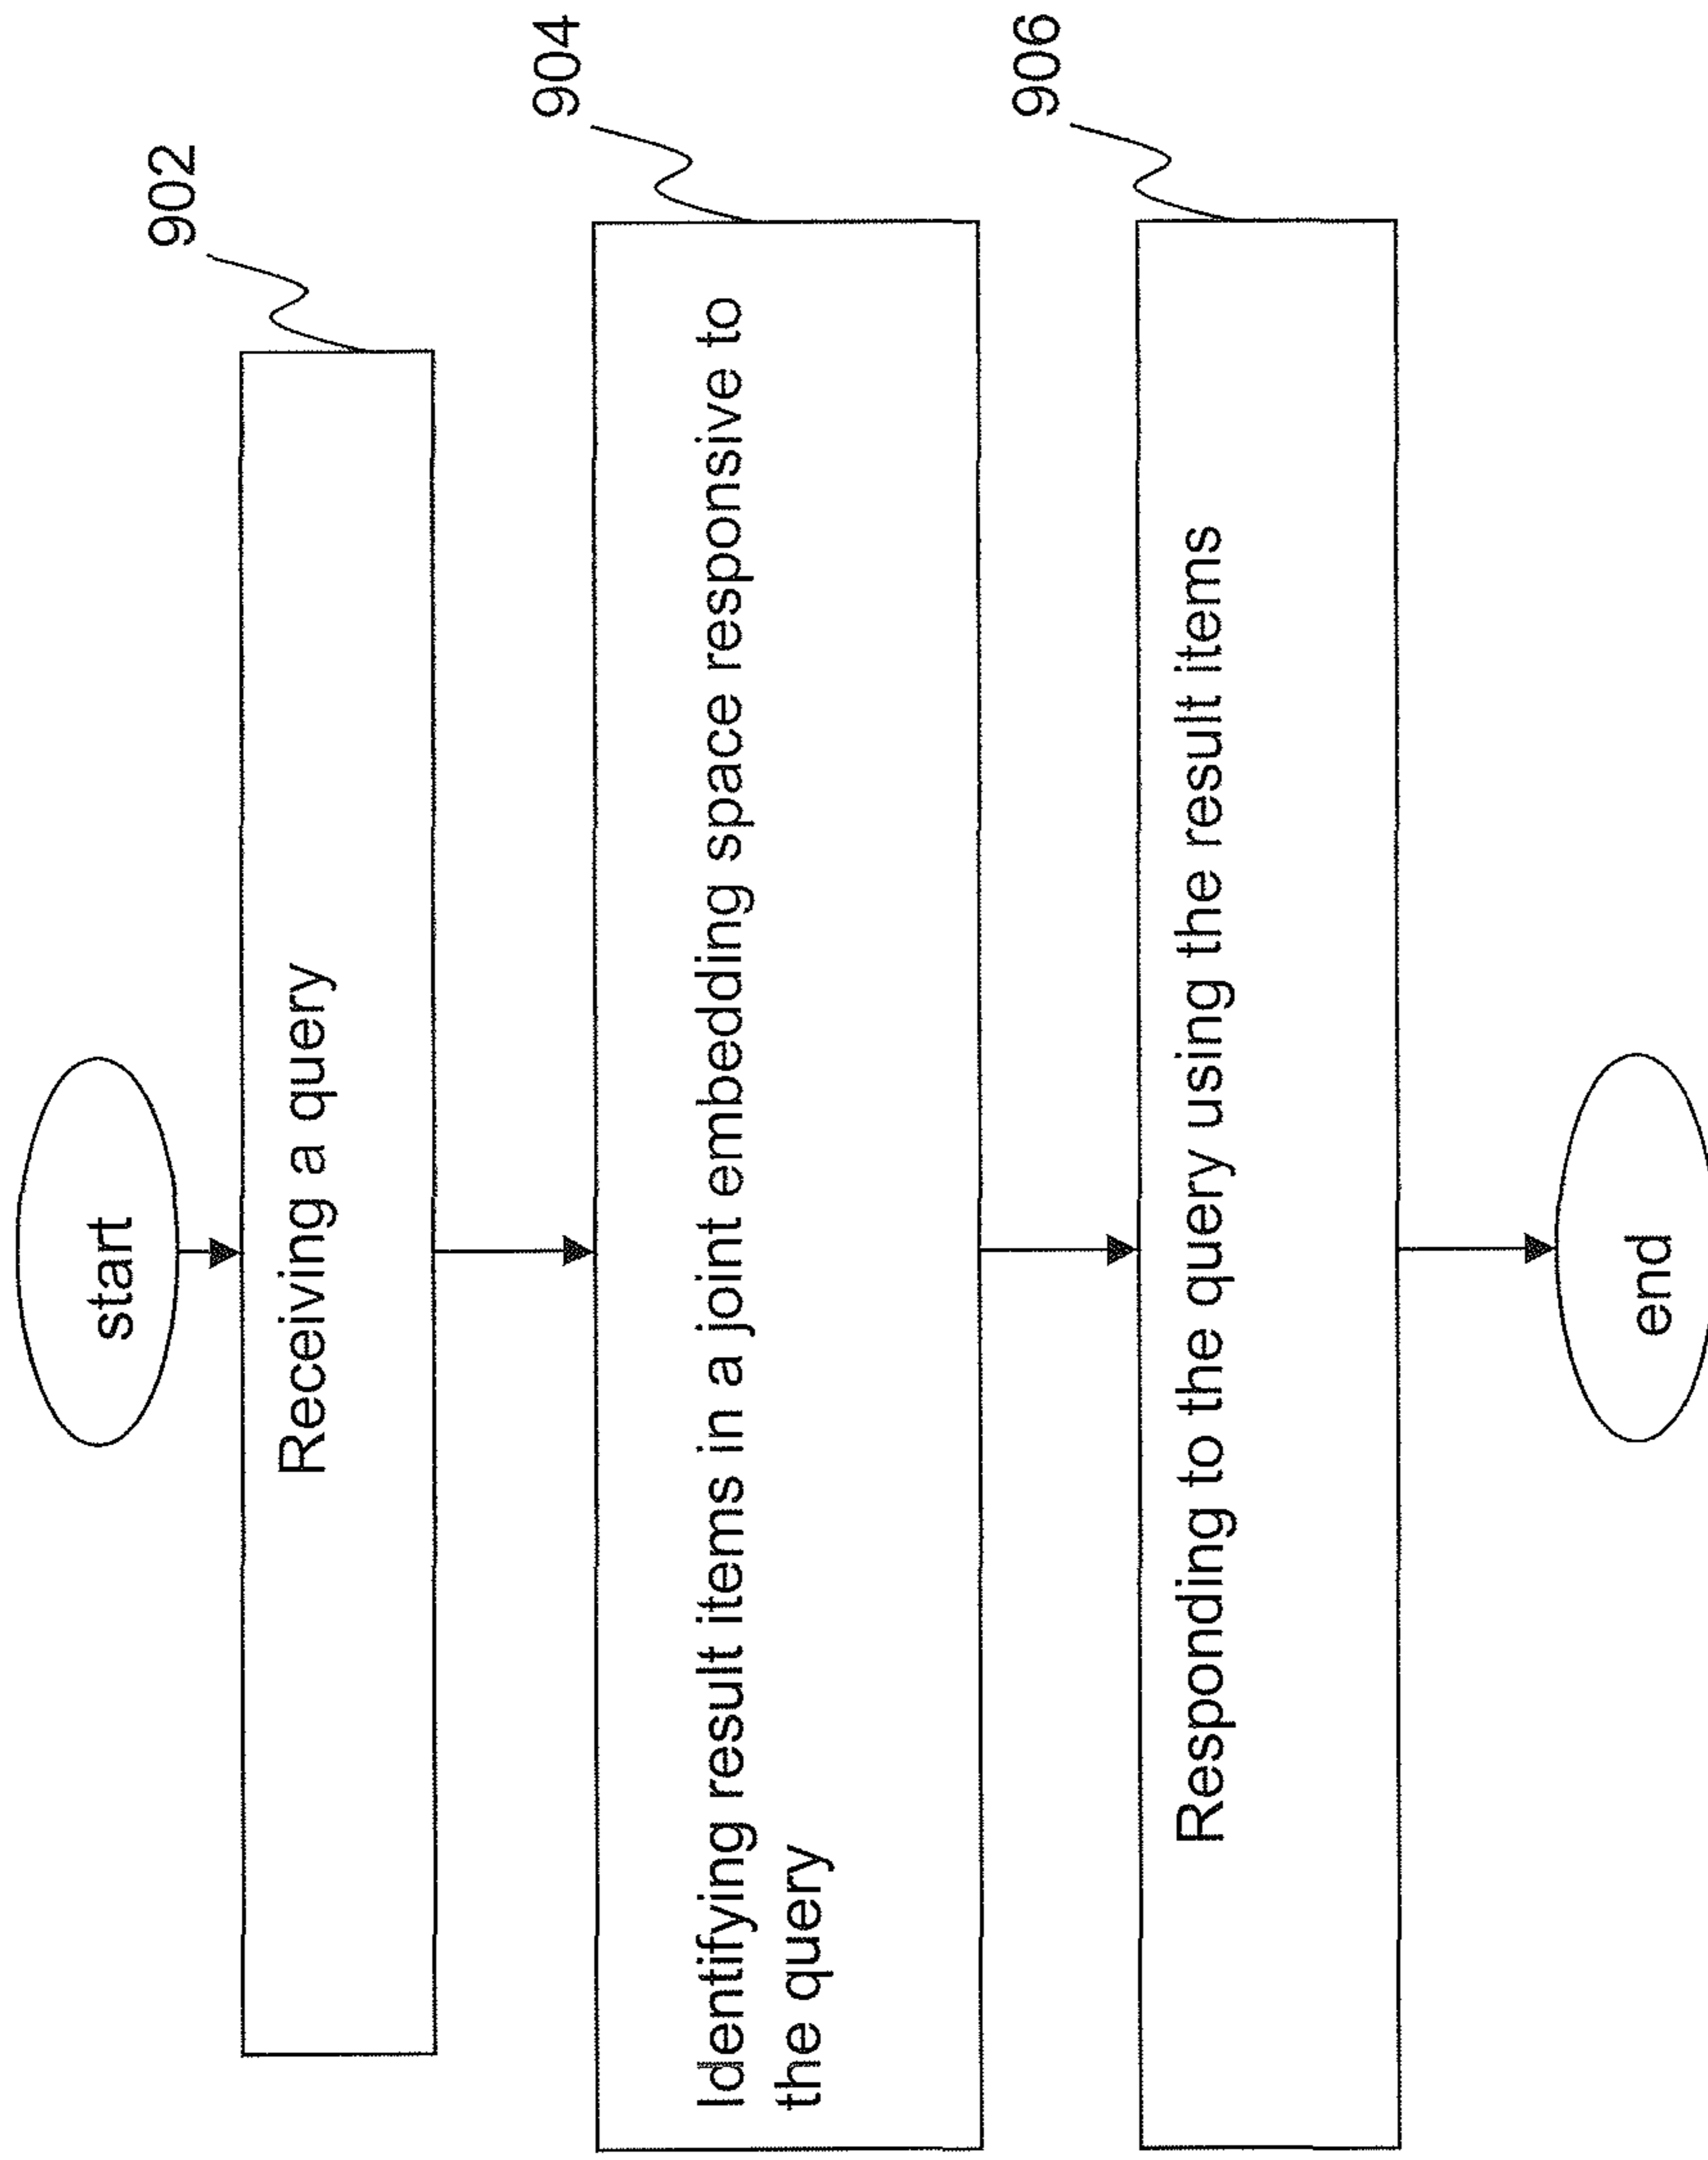 start
902
Receiving a query
904
Identifying result items in a joint embedding space responsive to
the query
906
Responding to the query using the result items
end